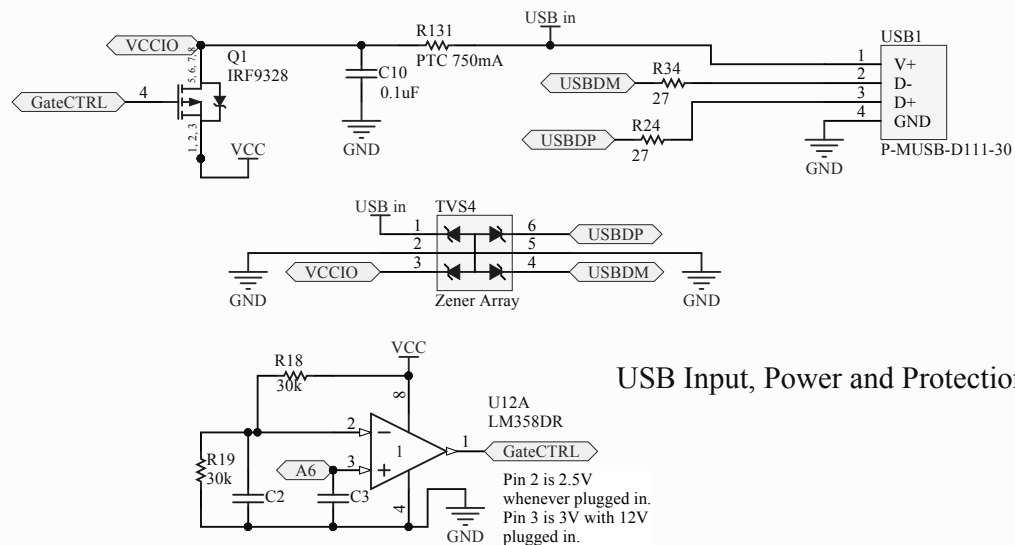 USB in
R131
PTC 750mA
VCCIO
5, 6, 7, 8
Q1
IRF9328
C10
0.1uF
GateCTRL
4
1, 2, 3
VCC
GND
USB1
1
V+
2
D-
3
D+
4
GND
P-MUSB-D111-30
USBDM
R34
27
USBDP
R24
27
GND
USB in
TVS4
1
6
USBDP
2
5
3
4
VCCIO
USBDM
GND
GND
Zener Array
VCC
R18
30k
8
USB Input, Power and Protection
U12A
LM358DR
2
1
1
GateCTRL
R19
30k
A6
3
C2
C3
4
GND
Pin 2 is 2.5V
whenever plugged in.
Pin 3 is 3V with 12V
plugged in.